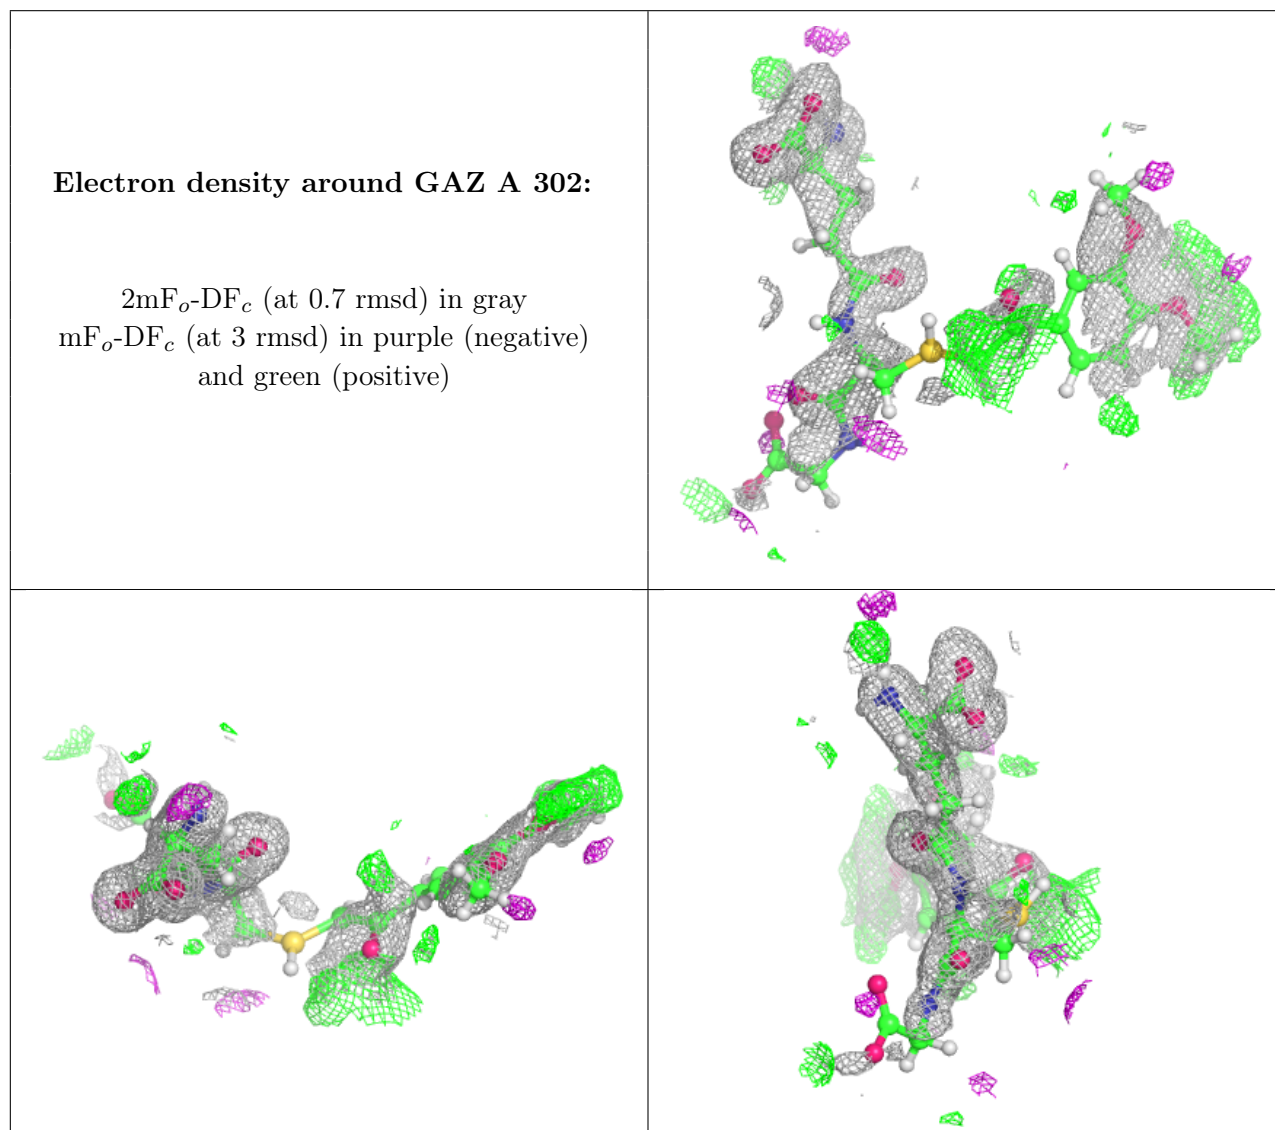 Electron density around GAZ A 302:
2mFo-DFc (at 0.7 rmsd) in gray
mFo-DFc (at 3 rmsd) in purple (negative)
and green (positive)